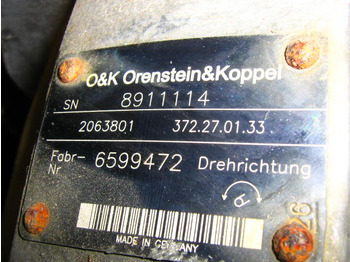 O&K Orenstein&Koppel
SN 8911114
2063801 372.27.01.33
Fabr- 6599472 Drehrichtung
Nr
MADE IN GERMANY